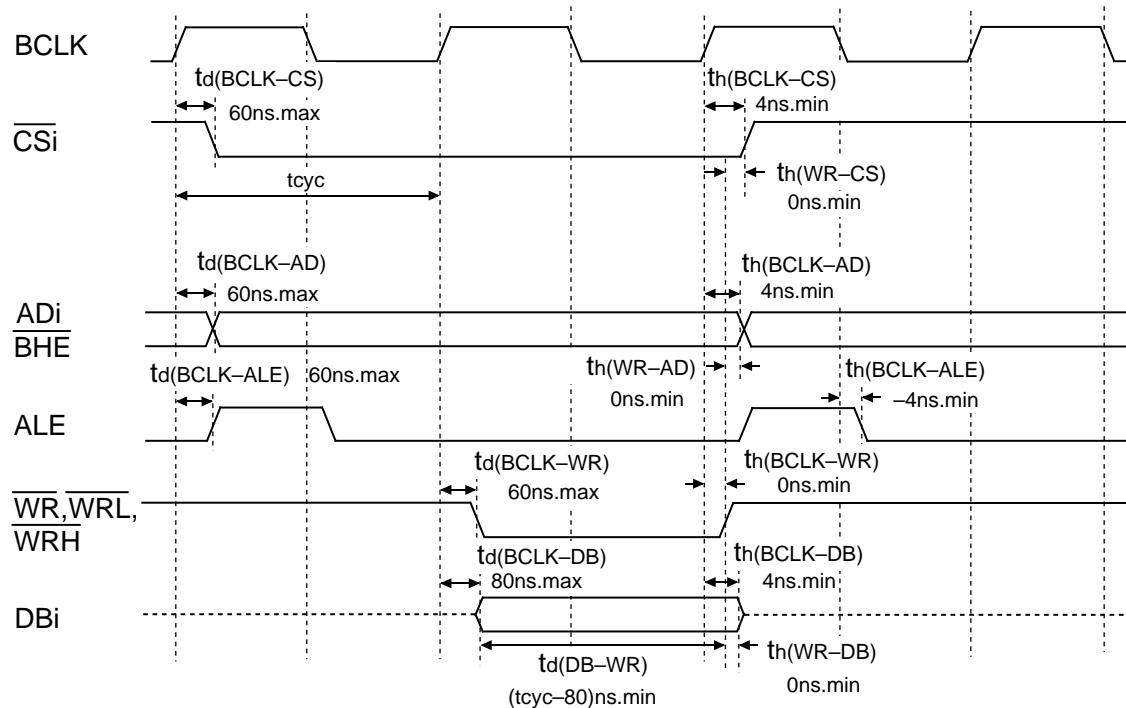 BCLK
td(BCLK–CS)
60ns.max
th(BCLK–CS)
4ns.min
CSi
th(WR–CS)
0ns.min
tcyc
td(BCLK–AD)
60ns.max
th(BCLK–AD)
4ns.min
ADi
BHE
td(BCLK–ALE) 60ns.max
th(WR–AD)
0ns.min
th(BCLK–ALE)
–4ns.min
ALE
td(BCLK–WR)
60ns.max
th(BCLK–WR)
0ns.min
WR,WRL,
WRH
td(BCLK–DB)
80ns.max
th(BCLK–DB)
4ns.min
DBi
td(DB–WR)
(tcyc–80)ns.min
th(WR–DB)
0ns.min